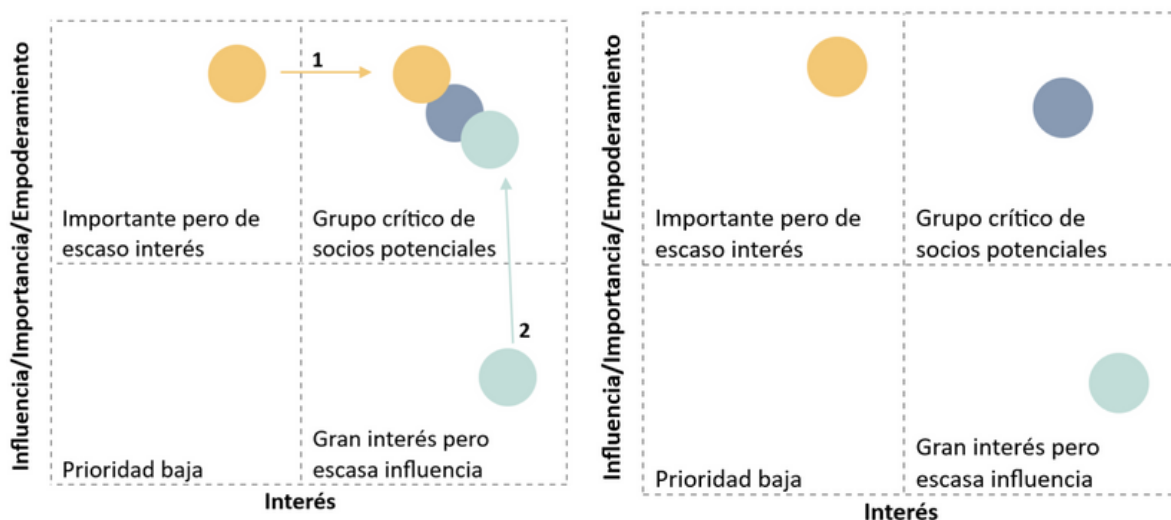 Influencia/Importancia/Empoderamiento
1
Importante pero de
escaso interés
Grupo crítico de
socios potenciales
2
Prioridad baja
Gran interés pero
escasa influencia
Interés
Influencia/Importancia/Empoderamiento
Importante pero de
escaso interés
Grupo crítico de
socios potenciales
Prioridad baja
Gran interés pero
escasa influencia
Interés